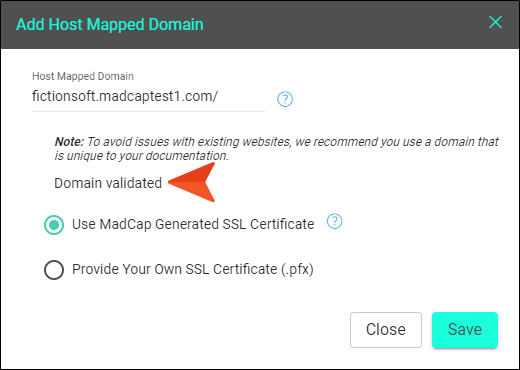 Add Host Mapped Domain
Host Mapped Domain
fictionsoft.madcaptest1.com/
Note: To avoid issues with existing websites, we recommend you use a domain that
is unique to your documentation.
Domain validated
Use MadCap Generated SSL Certificate
Provide Your Own SSL Certificate (.pfx)
Close Save